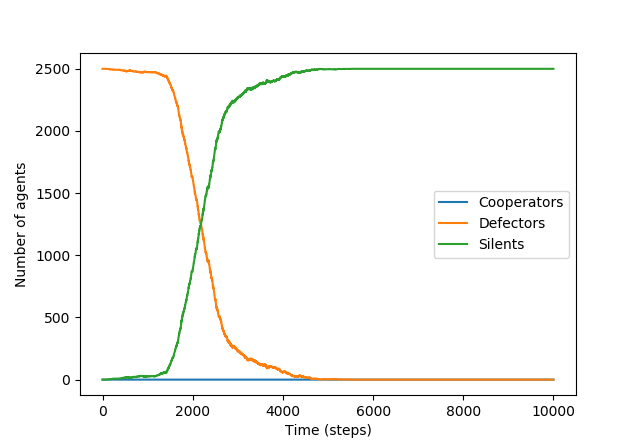 2500
2000
1500
1000
500
0
Number of agents
Cooperators
Defectors
Silents
0 2000 4000 6000 8000 10000
Time (steps)